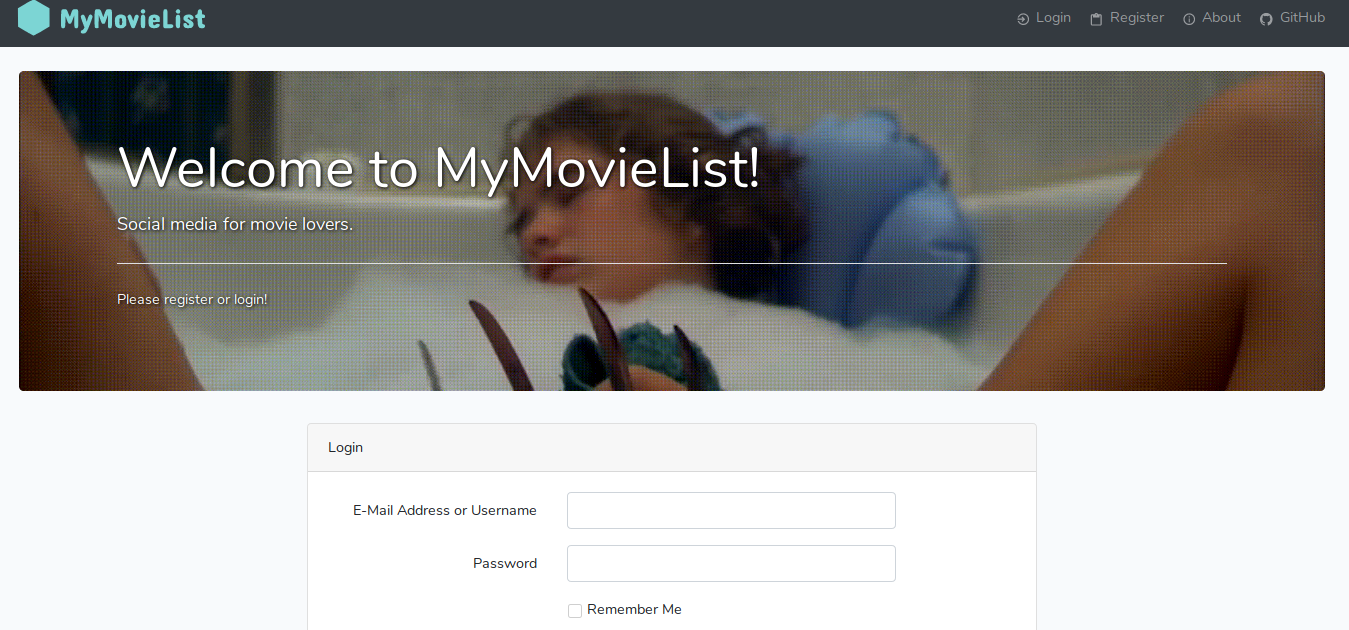 MyMovieList
Login Register About GitHub
Welcome to MyMovieList!
Social media for movie lovers.
Please register or login!
Login
E-Mail Address or Username
Password
Remember Me